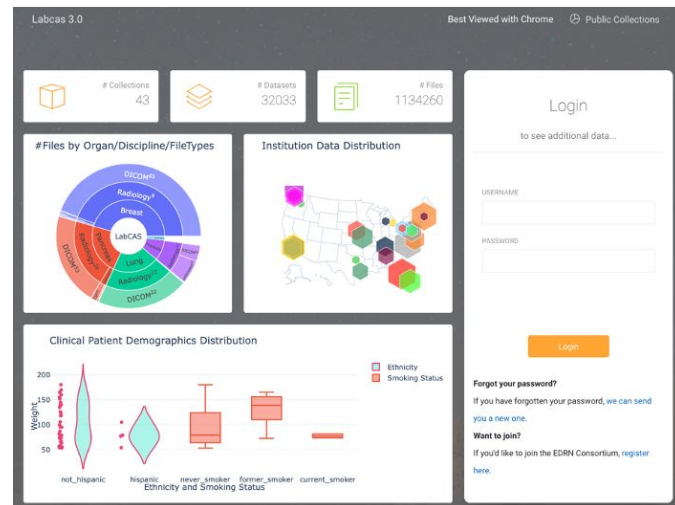 Labcas 3.0
Best Viewed with Chrome
Public Collections
# Collections
43
# Datasets
32033
# Files
1134260
#Files by Organ/Discipline/FileTypes
DICOM
Radiology
Breast
LabCAS
Pancreas
Radiology
DICOM
Lung
Radiology
DICOM
Institution Data Distribution
Clinical Patient Demographics Distribution
Weight
200
150
100
50
not_hispanic
hispanic
never_smoker
former_smoker
current_smoker
Ethnicity and Smoking Status
Ethnicity
Smoking Status
Login
to see additional data...
USERNAME
PASSWORD
Login
Forgot your password?
If you have forgotten your password, we can send
you a new one.
Want to join?
If you'd like to join the EDRN Consortium, register
here.